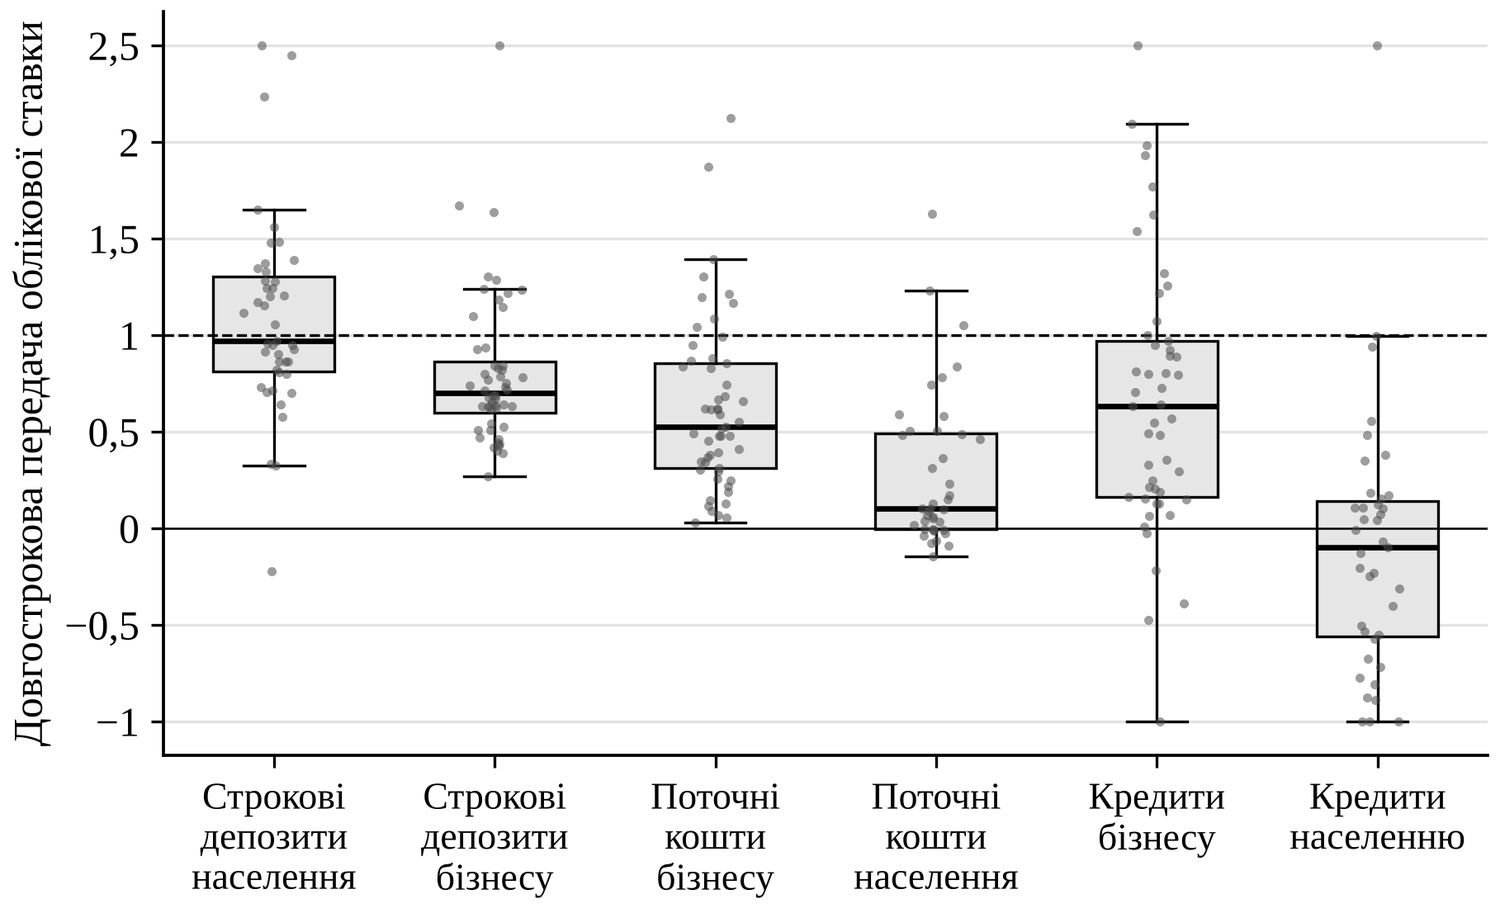 Довгострокова передача облікової ставки
2,5
2
1,5
1
0,5
0
−0,5
−1
Строкові
депозити
населення
Строкові
депозити
бізнесу
Поточні
кошти
бізнесу
Поточні
кошти
населення
Кредити
бізнесу
Кредити
населенню